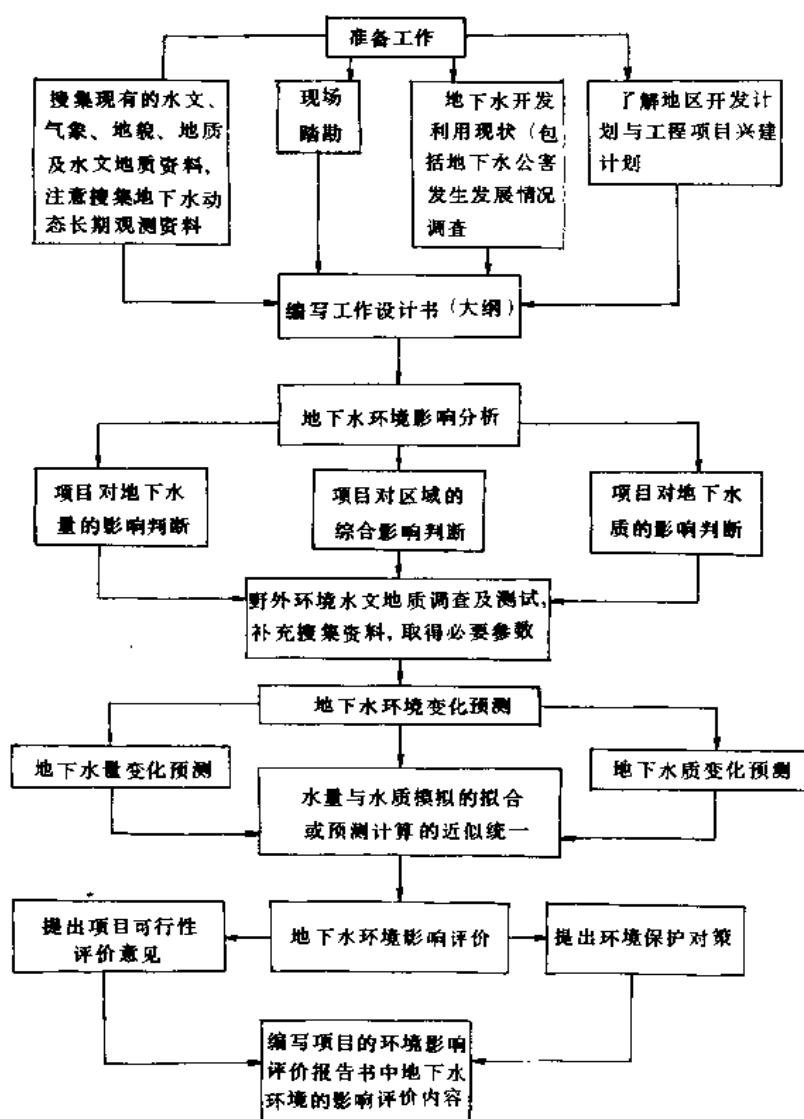 准备工作
搜集现有的水文、
气象、地貌、地质
及水文地质资料,
注意搜集地下水动
态长期观测资料
现场
踏勘
地下水开发
利用现状(包
括地下水公害
发生发展情况
调查
了解地区开发计
划与工程项目兴建
计划
编写工作设计书(大纲)
地下水环境影响分析
项目对地下水
量的影响判断
项目对区域的
综合影响判断
项目对地下水
质的影响判断
野外环境水文地质调查及测试,
补充搜集资料,取得必要参数
地下水环境变化预测
地下水量变化预测
水量与水质模拟的拟合
或预测计算的近似统一
地下水质变化预测
提出项目可行性
评价意见
地下水环境影响评价
提出环境保护对策
编写项目的环境影响
评价报告书中地下水
环境的影响评价内容